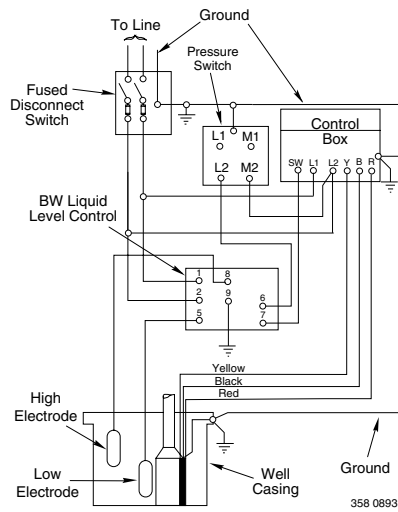 To Line
Ground
Pressure
Switch
Fused
Disconnect
Switch
L1 M1
L2 M2
Control
Box
SW L1 L2 Y B R
BW Liquid
Level Control
1 8
2 9
5 6
7
Yellow
Black
Red
High
Electrode
Low
Electrode
Well
Casing
Ground
358 0893